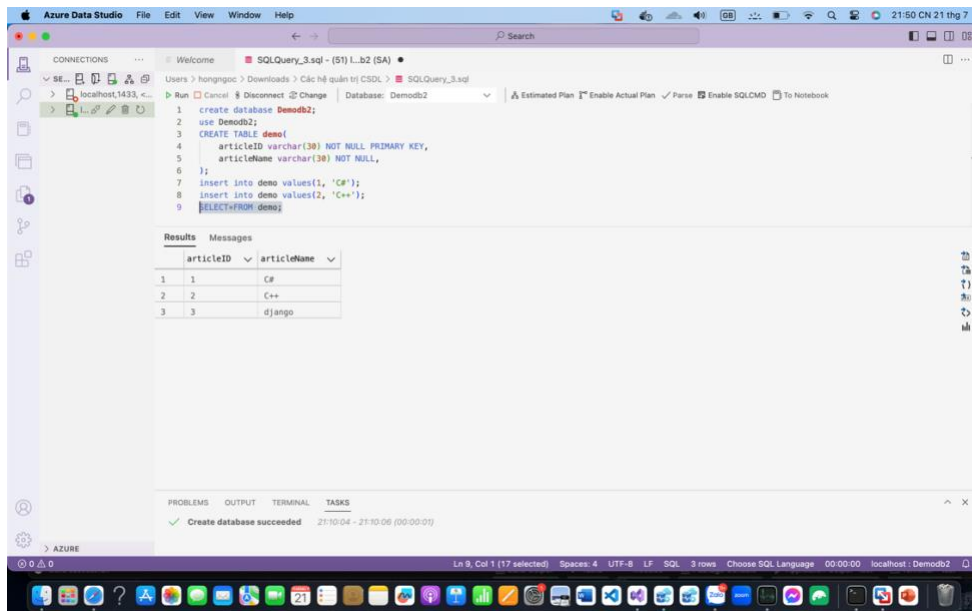 Azure Data Studio File Edit View Window Help GB 21:50 CN 21 thg 7
Search
CONNECTIONS Welcome SQLQuery_3.sql - (51) l...b2 (SA)
SE... Users > hongngoc > Downloads > Các hệ quản trị CSDL > SQLQuery_3.sql
localhost,1433, <... Run Cancel Disconnect Change Database: Demodb2 Estimated Plan Enable Actual Plan Parse Enable SQLCMD To Notebook
l...
1 create database Demodb2;
2 use Demodb2;
3 CREATE TABLE demo(
4 articleID varchar(30) NOT NULL PRIMARY KEY,
5 articleName varchar(30) NOT NULL,
6 );
7 insert into demo values(1, 'C#');
8 insert into demo values(2, 'C++');
9 SELECT*FROM demo;
Results Messages
articleID articleName
1 1 C#
2 2 C++
3 3 django
PROBLEMS OUTPUT TERMINAL TASKS
Create database succeeded 21:10:04 - 21:10:06 (00:00:01)
AZURE
0 0 Ln 9, Col 1 (17 selected) Spaces: 4 UTF-8 LF SQL 3 rows Choose SQL Language 00:00:00 localhost : Demodb2
21 Zalo zoom